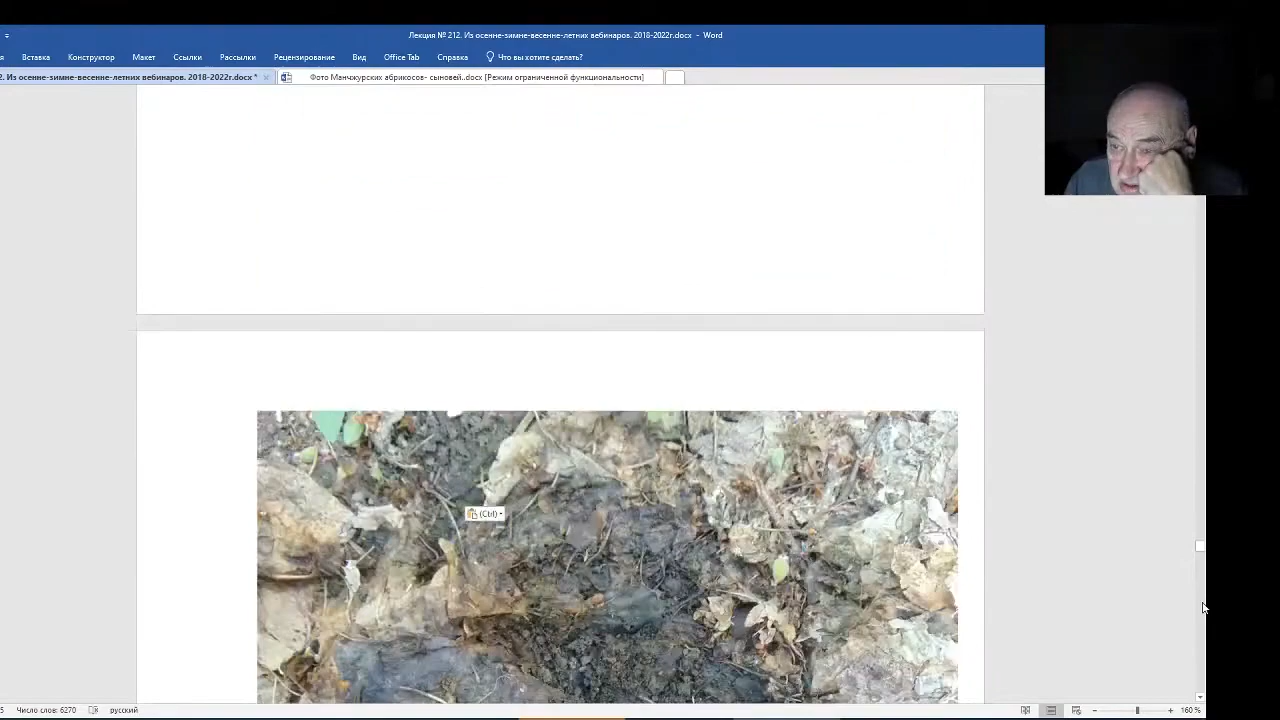 Лекция № 212. Из осенне-зимне-весенне-летних вебинаров. 2018-2022г.docx - Word
я Вставка Конструктор Макет Ссылки Рассылки Рецензирование Вид Office Tab Справка Что вы хотите сделать?
2. Из осенне-зимне-весенне-летних вебинаров. 2018-2022г.docx * Фото Манчжурских абрикосов- сыновей..docx [Режим ограниченной функциональности]
(Ctrl)
5 Число слов: 6270 русский 160 %